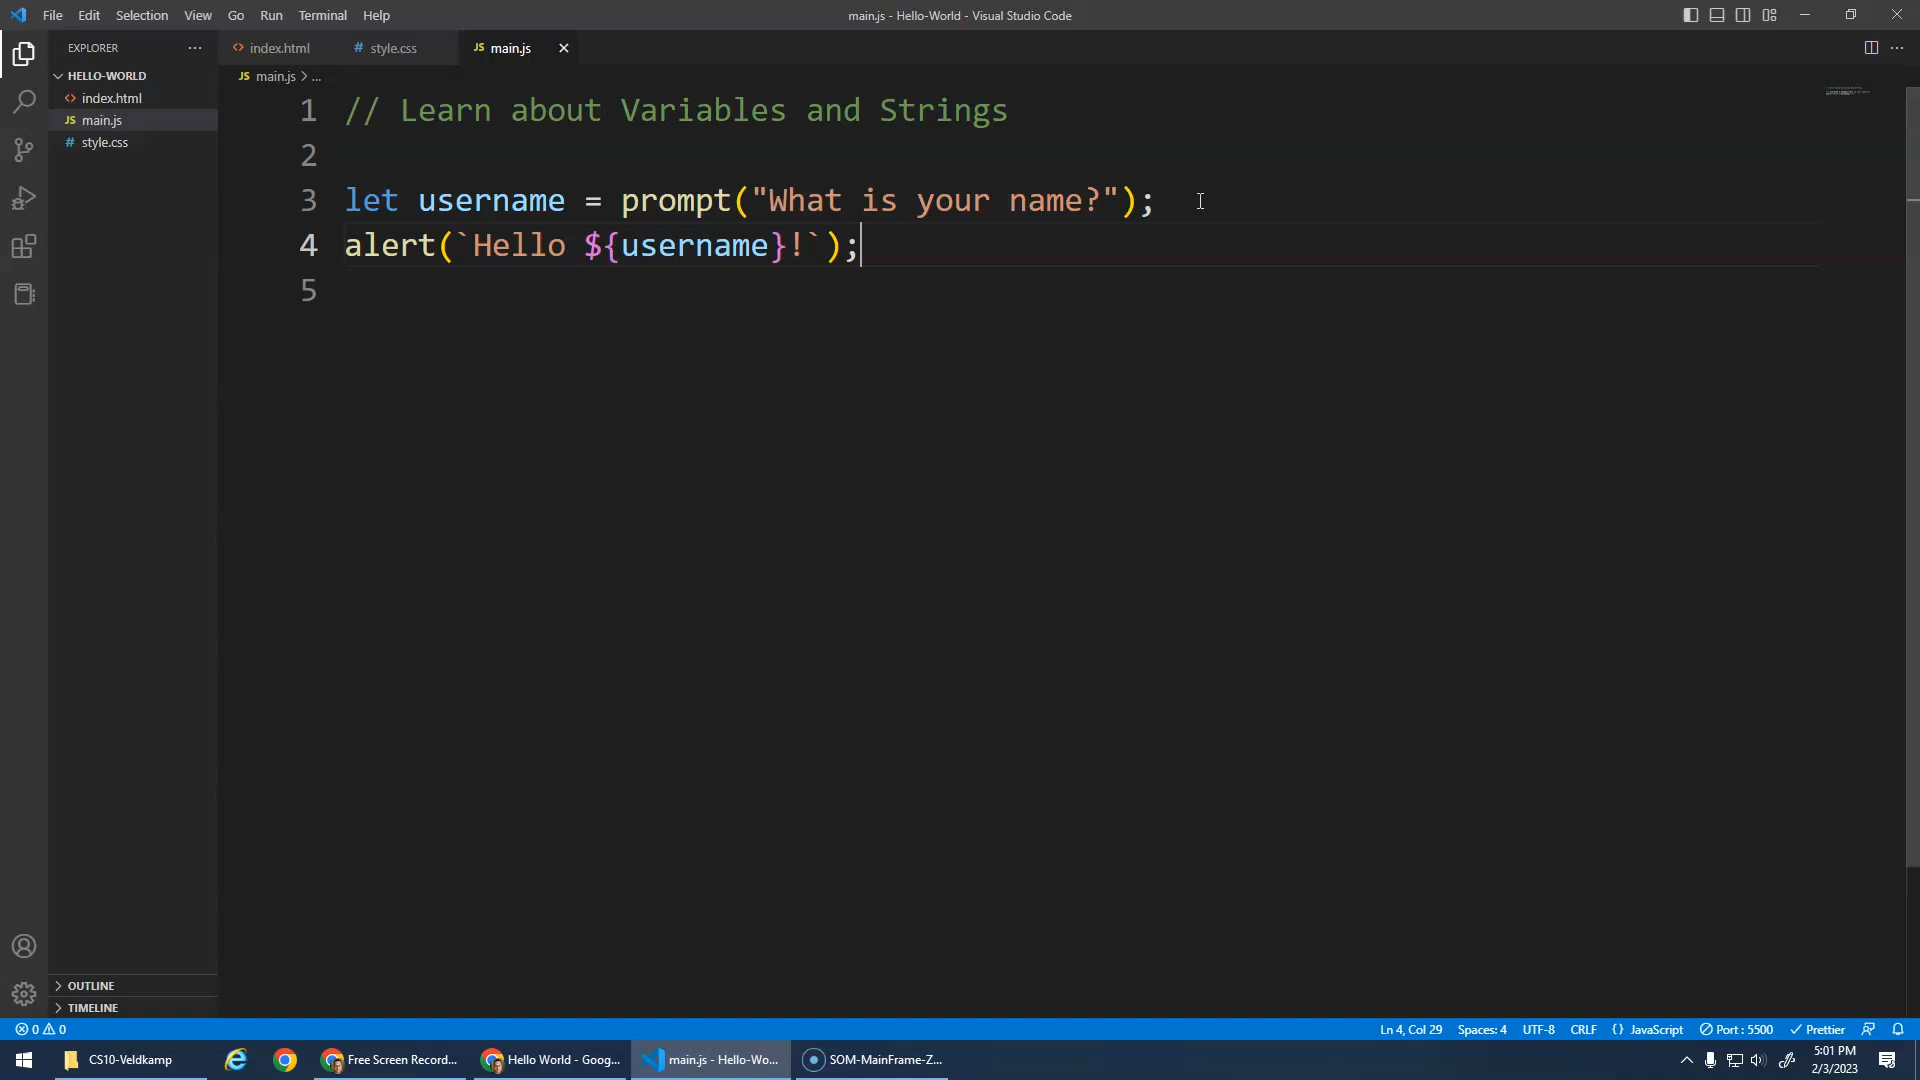 File Edit Selection View Go Run Terminal Help
main.js - Hello-World - Visual Studio Code
EXPLORER
HELLO-WORLD
index.html
JS main.js
# style.css
OUTLINE
TIMELINE
index.html # style.css JS main.js
JS main.js > ...
1 // Learn about Variables and Strings
2
3 let username = prompt("What is your name?");
4 alert(`Hello ${username}!`);
5
0 0
Ln 4, Col 29 Spaces: 4 UTF-8 CRLF {} JavaScript Port : 5500 Prettier
CS10-Veldkamp Free Screen Record... Hello World - Goog... main.js - Hello-Wo... SOM-MainFrame-Z...
5:01 PM
2/3/2023